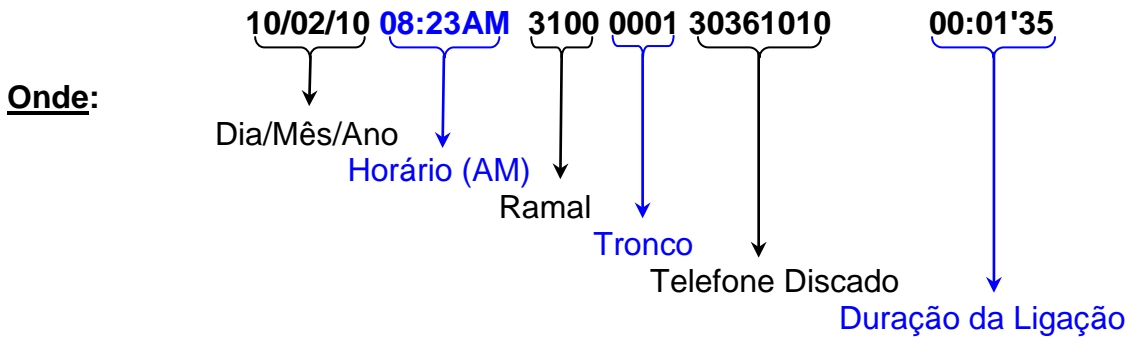 10/02/10 08:23AM 3100 0001 30361010 00:01'35
Onde:
Dia/Mês/Ano
Horário (AM)
Ramal
Tronco
Telefone Discado
Duração da Ligação